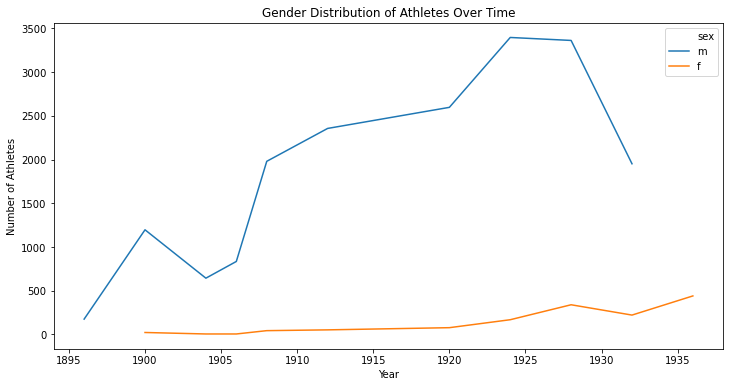 Gender Distribution of Athletes Over Time
3500
3000
2500
2000
1500
1000
500
0
Number of Athletes
sex
m
f
1895 1900 1905 1910 1915 1920 1925 1930 1935
Year